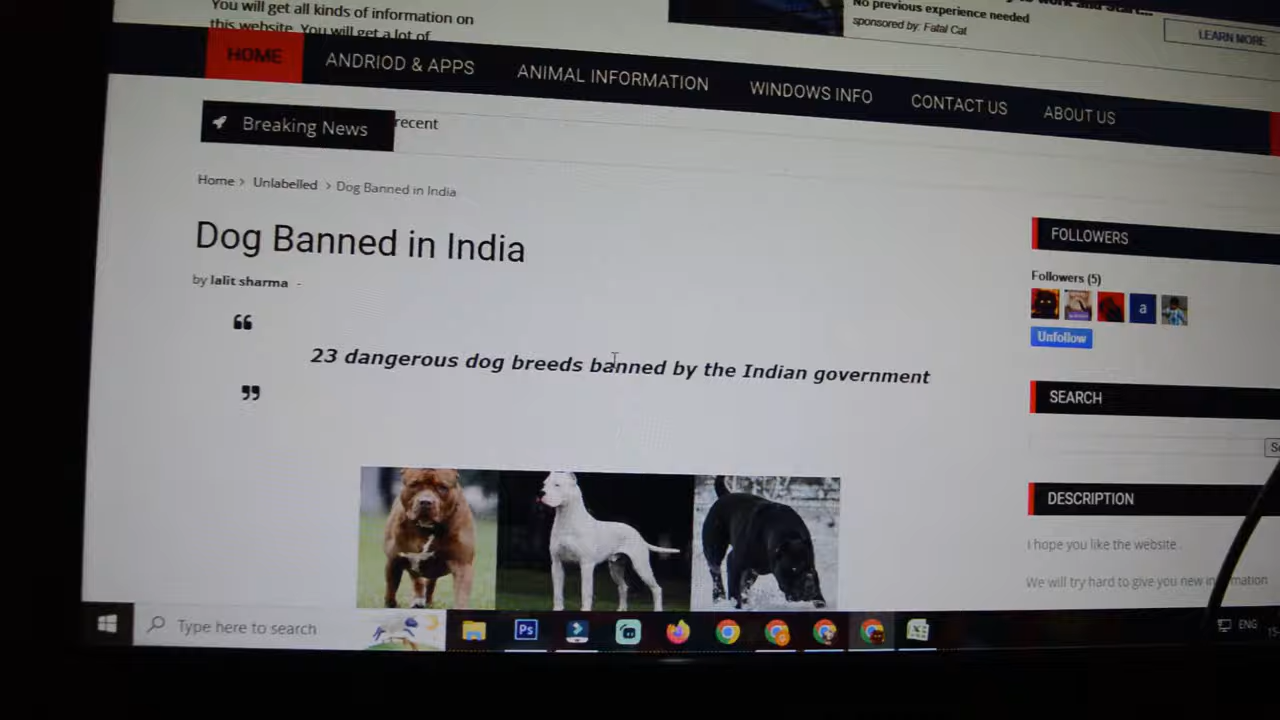 You will get all kinds of information on
this website. You will get a lot of
No previous experience needed
sponsored by: Fatal Cat
LEARN MORE
HOME
ANDRIOD & APPS
ANIMAL INFORMATION
WINDOWS INFO
CONTACT US
ABOUT US
Breaking News
recent
Home > Unlabelled > Dog Banned in India
Dog Banned in India
by lalit sharma -
“
23 dangerous dog breeds banned by the Indian government
”
FOLLOWERS
Followers (5)
a
Unfollow
SEARCH
DESCRIPTION
I hope you like the website.
We will try hard to give you new information
Type here to search
Ps
ENG